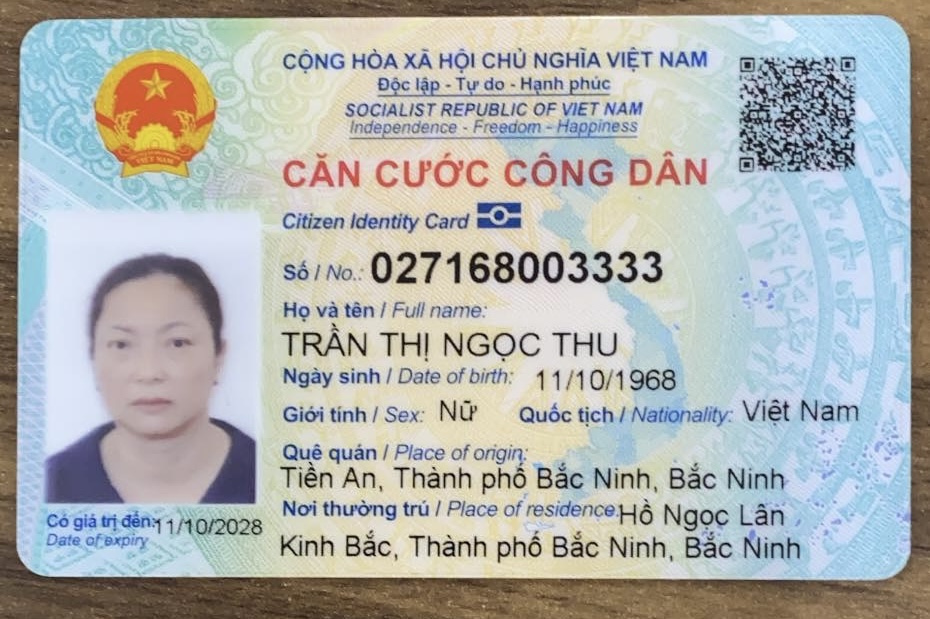 CỘNG HÒA XÃ HỘI CHỦ NGHĨA VIỆT NAM
Độc lập - Tự do - Hạnh phúc
SOCIALIST REPUBLIC OF VIET NAM
Independence - Freedom - Happiness
VIỆT NAM
CĂN CƯỚC CÔNG DÂN
Citizen Identity Card
Số / No.: 027168003333
Họ và tên / Full name:
TRẦN THỊ NGỌC THU
Ngày sinh / Date of birth: 11/10/1968
Giới tính / Sex: Nữ Quốc tịch / Nationality: Việt Nam
Quê quán / Place of origin:
Tiền An, Thành phố Bắc Ninh, Bắc Ninh
Nơi thường trú / Place of residence: Hồ Ngọc Lân
Kinh Bắc, Thành phố Bắc Ninh, Bắc Ninh
Có giá trị đến: 11/10/2028
Date of expiry